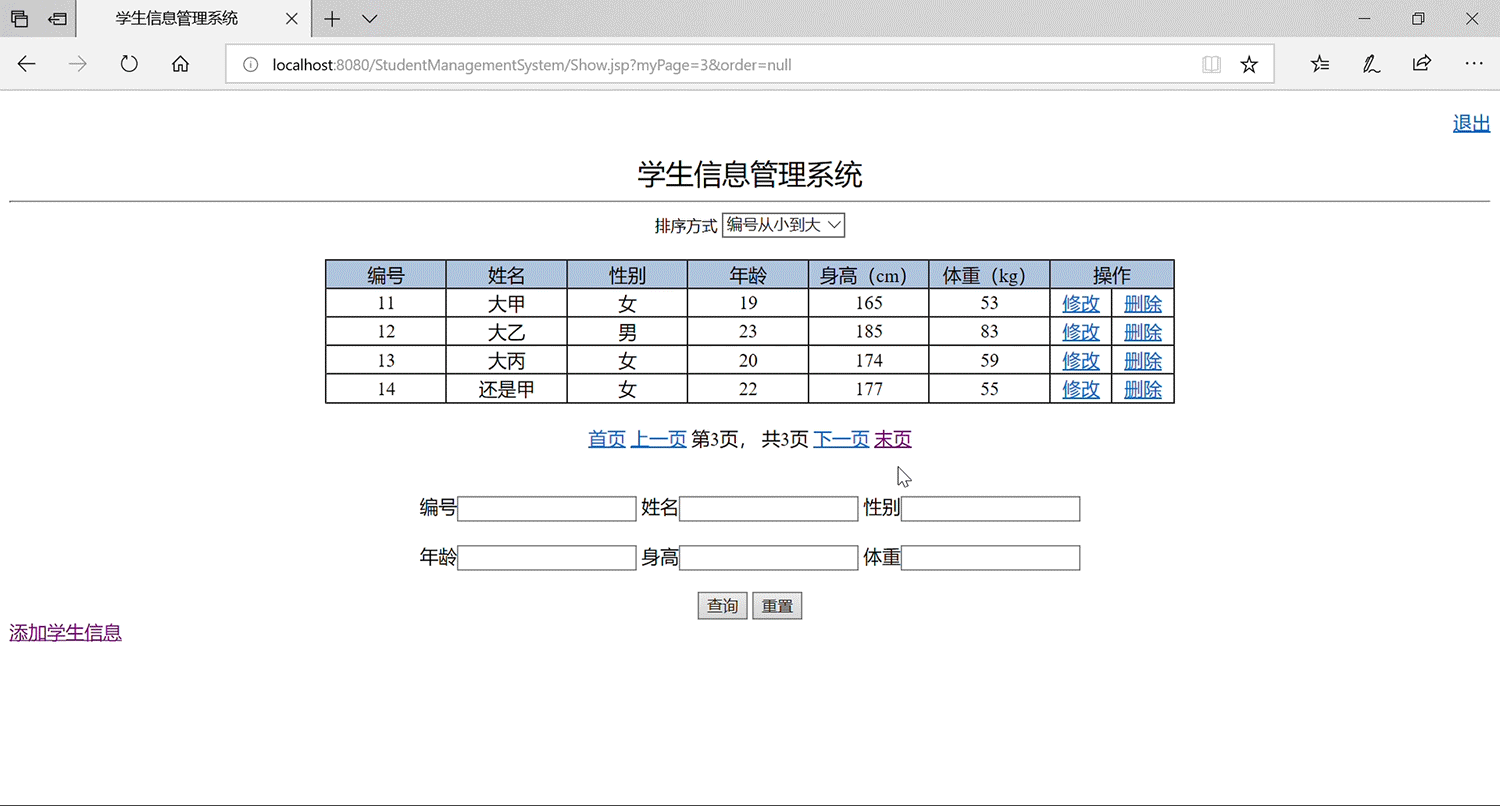 学生信息管理系统
localhost:8080/StudentManagementSystem/Show.jsp?myPage=3&order=null
退出
学生信息管理系统
排序方式 编号从小到大
编号 姓名 性别 年龄 身高（cm） 体重（kg） 操作
11 大甲 女 19 165 53 修改 删除
12 大乙 男 23 185 83 修改 删除
13 大丙 女 20 174 59 修改 删除
14 还是甲 女 22 177 55 修改 删除
首页 上一页 第3页， 共3页 下一页 末页
编号 姓名 性别
年龄 身高 体重
查询 重置
添加学生信息